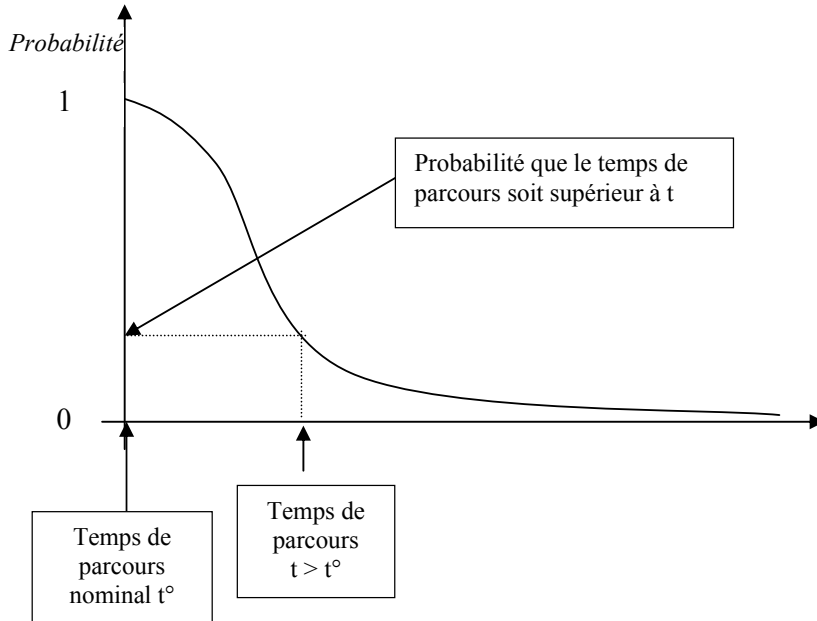 Probabilité
1
Probabilité que le temps de
parcours soit supérieur à t
0
Temps de
parcours
nominal t°
Temps de
parcours
t > t°